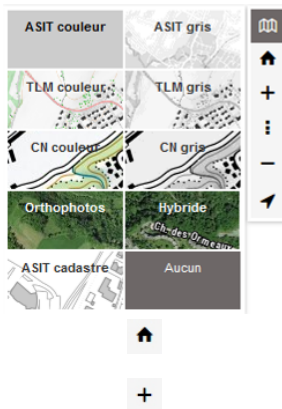 ASIT couleur
ASIT gris
TLM couleur
TLM gris
CN couleur
CN gris
Orthophotos
Hybride
Ch. des Ormeaux
ASIT cadastre
Aucun